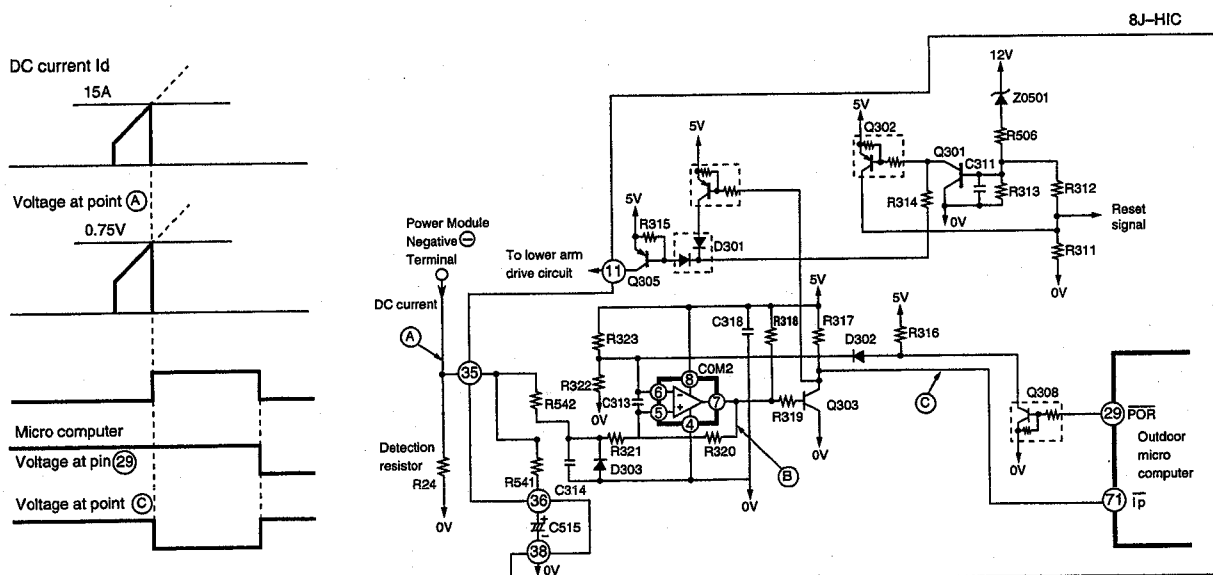 8J-HIC
DC current Id
15A
Voltage at point Ⓐ
0.75V
Micro computer
Voltage at pin ㉙
Voltage at point Ⓒ
12V
Z0501
R506
5V
Q302
Q301
C311
R313
R312
R314
0V
Reset
signal
R311
0V
5V
5V
R315
D301
Power Module
Negative ⊖
Terminal
To lower arm
drive circuit
11
Q305
DC current
A
35
R323
C318
R318
5V
R317
5V
R316
D302
COM2
8
R322
C313
0V
6
5
-
+
7
4
R319
Q303
C
Q308
29
POR
R542
R321
R320
0V
B
Outdoor
micro
computer
Detection
resistor
R24
0V
R541
C314
D303
0V
0V
71
ip
36
+
-
C515
38
0V